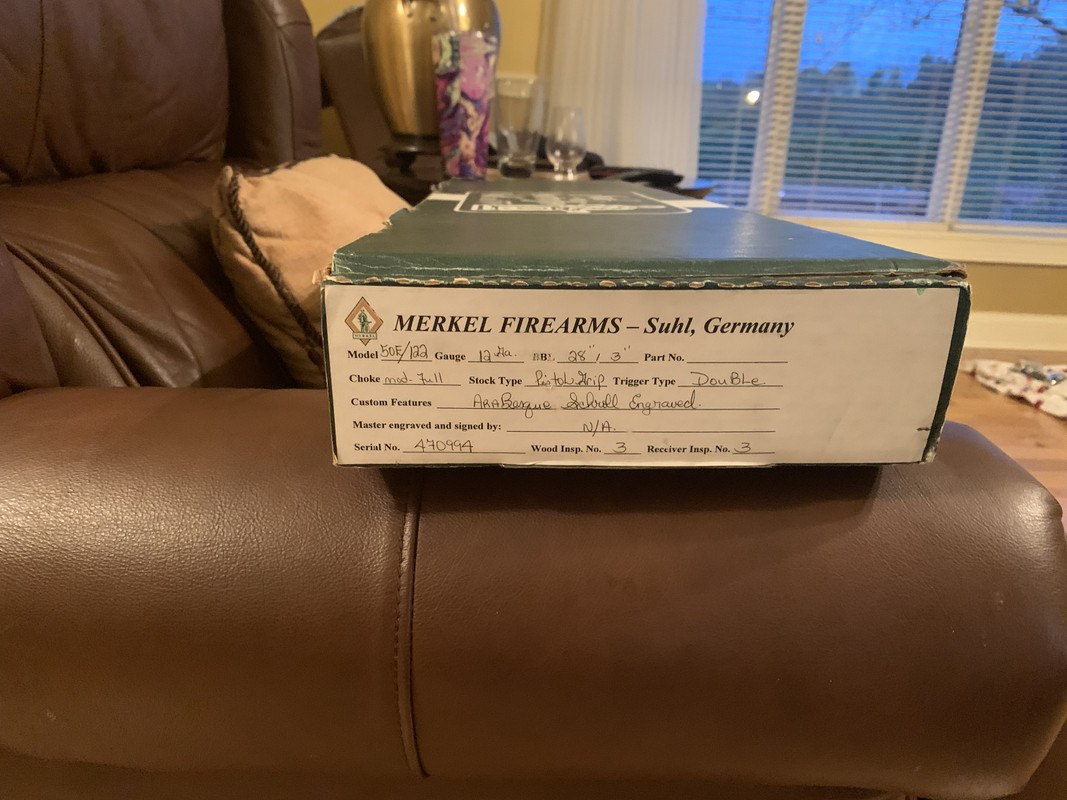 MERKEL FIREARMS – Suhl, Germany
Model 50E/122 Gauge 12 Ga. BBl. 28", 3" Part No.
Choke mod. Full Stock Type Pistol Grip Trigger Type DouBLe.
Custom Features ARABesque Scholl Engraved.
Master engraved and signed by: N/A.
Serial No. 470994 Wood Insp. No. 3 Receiver Insp. No. 3
MERKEL